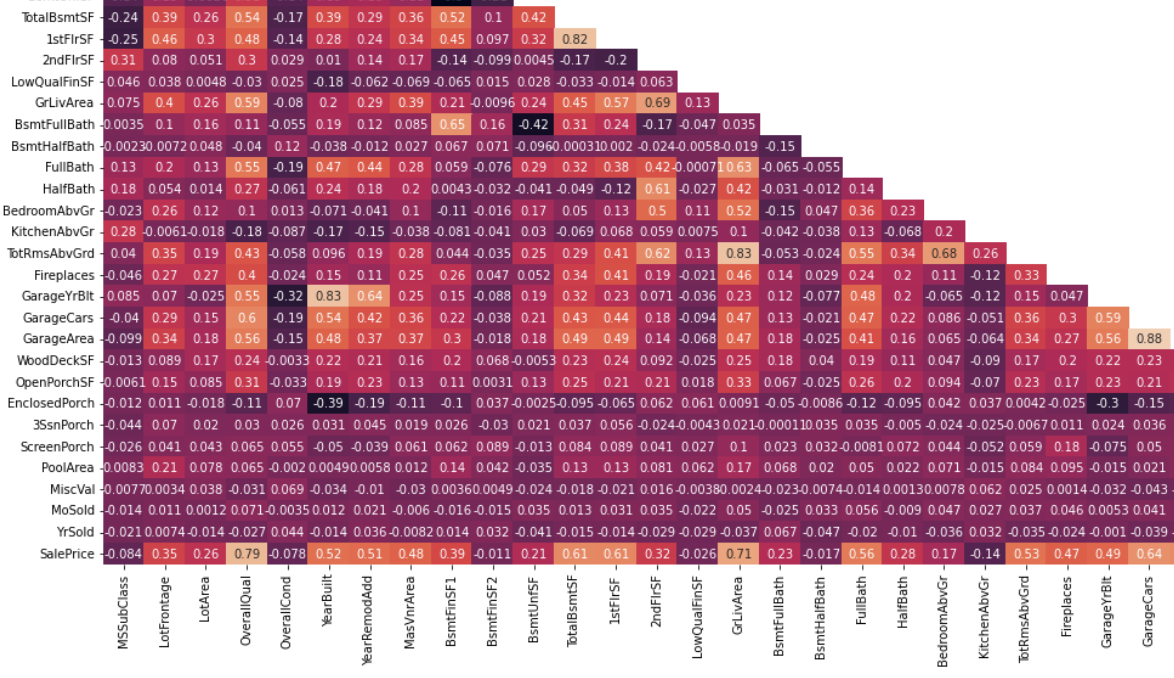 TotalBsmtSF -0.24 0.39 0.26 0.54 -0.17 0.39 0.29 0.36 0.52 0.1 0.42
1stFlrSF -0.25 0.46 0.3 0.48 -0.14 0.28 0.24 0.34 0.45 0.097 0.32 0.82
2ndFlrSF 0.31 0.08 0.051 0.3 0.029 0.01 0.14 0.17 -0.14 -0.099 0.0045 -0.17 -0.2
LowQualFinSF 0.046 0.038 0.0048 -0.03 0.025 -0.18 -0.062 -0.069 -0.065 0.015 0.028 -0.033 -0.014 0.063
GrLivArea 0.075 0.4 0.26 0.59 -0.08 0.2 0.29 0.39 0.21 -0.0096 0.24 0.45 0.57 0.69 0.13
BsmtFullBath 0.0035 0.1 0.16 0.11 -0.055 0.19 0.12 0.085 0.65 0.16 -0.42 0.31 0.24 -0.17 -0.047 0.035
BsmtHalfBath -0.0023 -0.0072 0.048 -0.04 0.12 -0.038 -0.012 0.027 0.067 0.071 -0.096 -0.00031 0.002 -0.024 -0.0058 -0.019 -0.15
FullBath 0.13 0.2 0.13 0.55 -0.19 0.47 0.44 0.28 0.059 -0.076 0.29 0.32 0.38 0.42 -0.00071 0.63 -0.065 -0.055
HalfBath 0.18 0.054 0.014 0.27 -0.061 0.24 0.18 0.2 0.0043 -0.032 -0.041 -0.049 -0.12 0.61 -0.027 0.42 -0.031 -0.012 0.14
BedroomAbvGr -0.023 0.26 0.12 0.1 0.013 -0.071 -0.041 0.1 -0.11 -0.016 0.17 0.05 0.13 0.5 0.11 0.52 -0.15 0.047 0.36 0.23
KitchenAbvGr 0.28 -0.0061 -0.018 -0.18 -0.087 -0.17 -0.15 -0.038 -0.081 -0.041 0.03 -0.069 0.068 0.059 0.0075 0.1 -0.042 -0.038 0.13 -0.068 0.2
TotRmsAbvGrd 0.04 0.35 0.19 0.43 -0.058 0.096 0.19 0.28 0.044 -0.035 0.25 0.29 0.41 0.62 0.13 0.83 -0.053 -0.024 0.55 0.34 0.68 0.26
Fireplaces -0.046 0.27 0.27 0.4 -0.024 0.15 0.11 0.25 0.26 0.047 0.052 0.34 0.41 0.19 -0.021 0.46 0.14 0.029 0.24 0.2 0.11 -0.12 0.33
GarageYrBlt 0.085 0.07 -0.025 0.55 -0.32 0.83 0.64 0.25 0.15 -0.088 0.19 0.32 0.23 0.071 -0.036 0.23 0.12 -0.077 0.48 0.2 -0.065 -0.12 0.15 0.047
GarageCars -0.04 0.29 0.15 0.6 -0.19 0.54 0.42 0.36 0.22 -0.038 0.21 0.43 0.44 0.18 -0.094 0.47 0.13 -0.021 0.47 0.22 0.086 -0.051 0.36 0.3 0.59
GarageArea -0.099 0.34 0.18 0.56 -0.15 0.48 0.37 0.37 0.3 -0.018 0.18 0.49 0.49 0.14 -0.068 0.47 0.18 -0.025 0.41 0.16 0.065 -0.064 0.34 0.27 0.56 0.88
WoodDeckSF -0.013 0.089 0.17 0.24 -0.0033 0.22 0.21 0.16 0.2 0.068 -0.0053 0.23 0.24 0.092 -0.025 0.25 0.18 0.04 0.19 0.11 0.047 -0.09 0.17 0.2 0.22 0.23
OpenPorchSF -0.0061 0.15 0.085 0.31 -0.033 0.19 0.23 0.13 0.11 0.0031 0.13 0.25 0.21 0.21 0.018 0.33 0.067 -0.025 0.26 0.2 0.094 -0.07 0.23 0.17 0.23 0.21
EnclosedPorch -0.012 0.011 -0.018 -0.11 0.07 -0.39 -0.19 -0.11 -0.1 0.037 -0.0025 -0.095 -0.065 0.062 0.061 0.0091 -0.05 -0.0086 -0.12 -0.095 0.042 0.037 0.0042 -0.025 -0.3 -0.15
3SsnPorch -0.044 0.07 0.02 0.03 0.026 0.031 0.045 0.019 0.026 -0.03 0.021 0.037 0.056 -0.024 -0.0043 0.021 -0.00011 0.035 0.035 -0.005 -0.024 -0.025 -0.0067 0.011 0.024 0.036
ScreenPorch -0.026 0.041 0.043 0.065 0.055 -0.05 -0.039 0.061 0.062 0.089 -0.013 0.084 0.089 0.041 0.027 0.1 0.023 0.032 -0.0081 0.072 0.044 -0.052 0.059 0.18 -0.075 0.05
PoolArea 0.0083 0.21 0.078 0.065 -0.002 0.0049 0.0058 0.012 0.14 0.042 -0.035 0.13 0.13 0.081 0.062 0.17 0.068 0.02 0.05 0.022 0.071 -0.015 0.084 0.095 -0.015 0.021
MiscVal -0.0077 0.0034 0.038 -0.031 0.069 -0.034 -0.01 -0.03 0.0036 0.0049 -0.024 -0.018 -0.021 0.016 -0.0038 -0.0024 -0.023 -0.0074 -0.014 0.0013 0.0078 0.062 0.025 0.0014 -0.032 -0.043
MoSold -0.014 0.011 0.0012 0.071 -0.0035 0.012 0.021 -0.006 -0.016 -0.015 0.035 0.013 0.031 0.035 -0.022 0.05 -0.025 0.033 0.056 -0.009 0.047 0.027 0.037 0.046 0.0053 0.041
YrSold -0.021 0.0074 -0.014 -0.027 0.044 -0.014 0.036 -0.0082 0.014 0.032 -0.041 -0.015 -0.014 -0.029 -0.029 -0.037 0.067 -0.047 -0.02 -0.01 -0.036 0.032 -0.035 -0.024 -0.001 -0.039
SalePrice -0.084 0.35 0.26 0.79 -0.078 0.52 0.51 0.48 0.39 -0.011 0.21 0.61 0.61 0.32 -0.026 0.71 0.23 -0.017 0.56 0.28 0.17 -0.14 0.53 0.47 0.49 0.64
MSSubClass LotFrontage LotArea OverallQual OverallCond YearBuilt YearRemodAdd MasVnrArea BsmtFinSF1 BsmtFinSF2 BsmtUnfSF TotalBsmtSF 1stFlrSF 2ndFlrSF LowQualFinSF GrLivArea BsmtFullBath BsmtHalfBath FullBath HalfBath BedroomAbvGr KitchenAbvGr TotRmsAbvGrd Fireplaces GarageYrBlt GarageCars